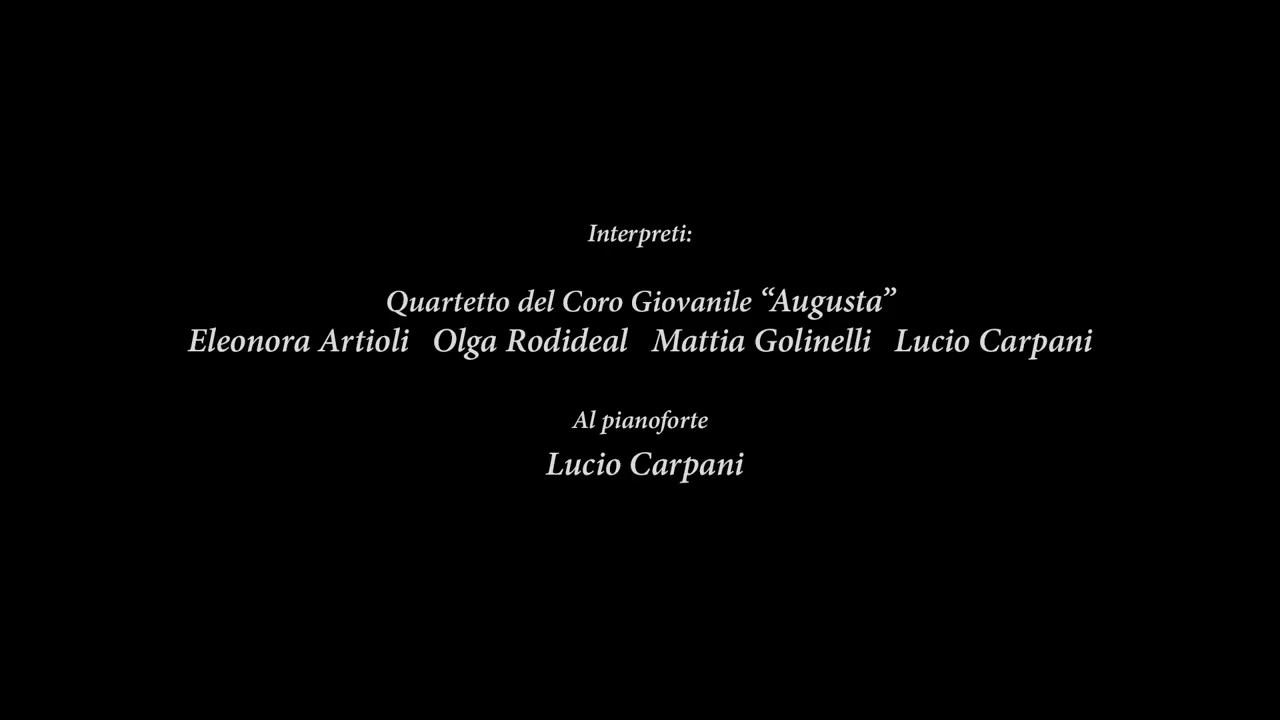 Interpreti:
Quartetto del Coro Giovanile “Augusta”
Eleonora Artioli Olga Rodideal Mattia Golinelli Lucio Carpani
Al pianoforte
Lucio Carpani